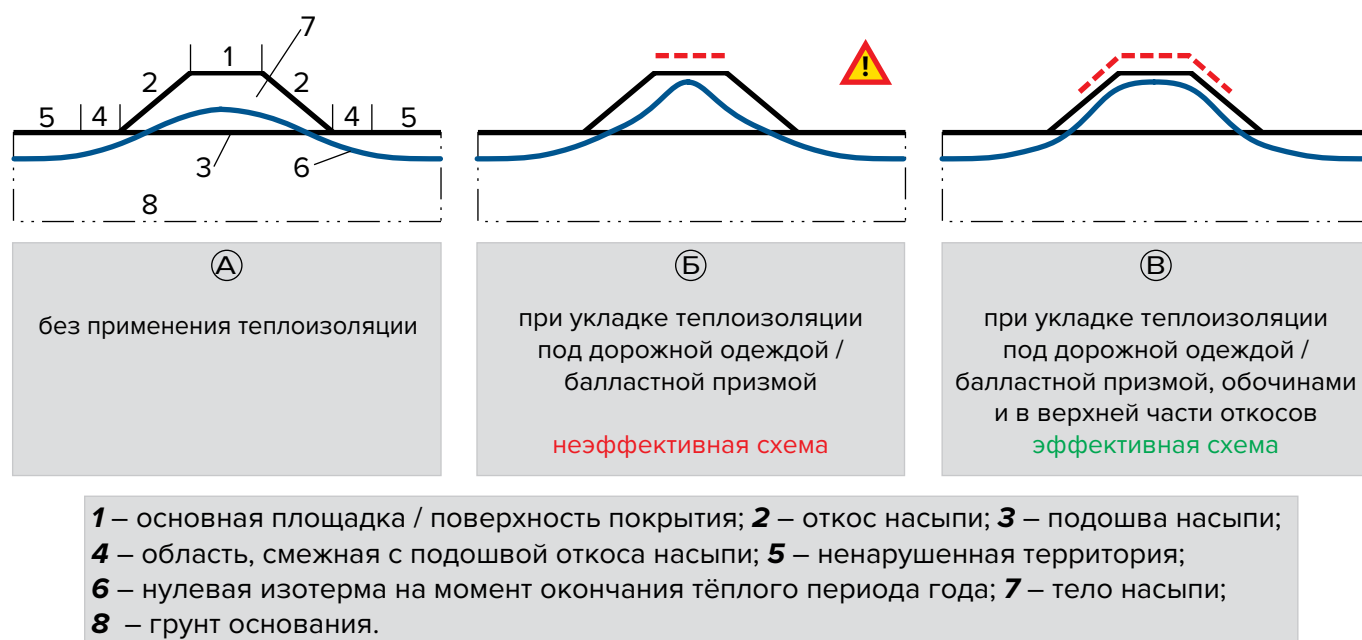 7
1
2 2
5 4 4 5
3 6
8
!
А
без применения теплоизоляции
Б
при укладке теплоизоляции
под дорожной одеждой /
балластной призмой
неэффективная схема
В
при укладке теплоизоляции
под дорожной одеждой /
балластной призмой, обочинами
и в верхней части откосов
эффективная схема
1 – основная площадка / поверхность покрытия; 2 – откос насыпи; 3 – подошва насыпи;
4 – область, смежная с подошвой откоса насыпи; 5 – ненарушенная территория;
6 – нулевая изотерма на момент окончания тёплого периода года; 7 – тело насыпи;
8 – грунт основания.